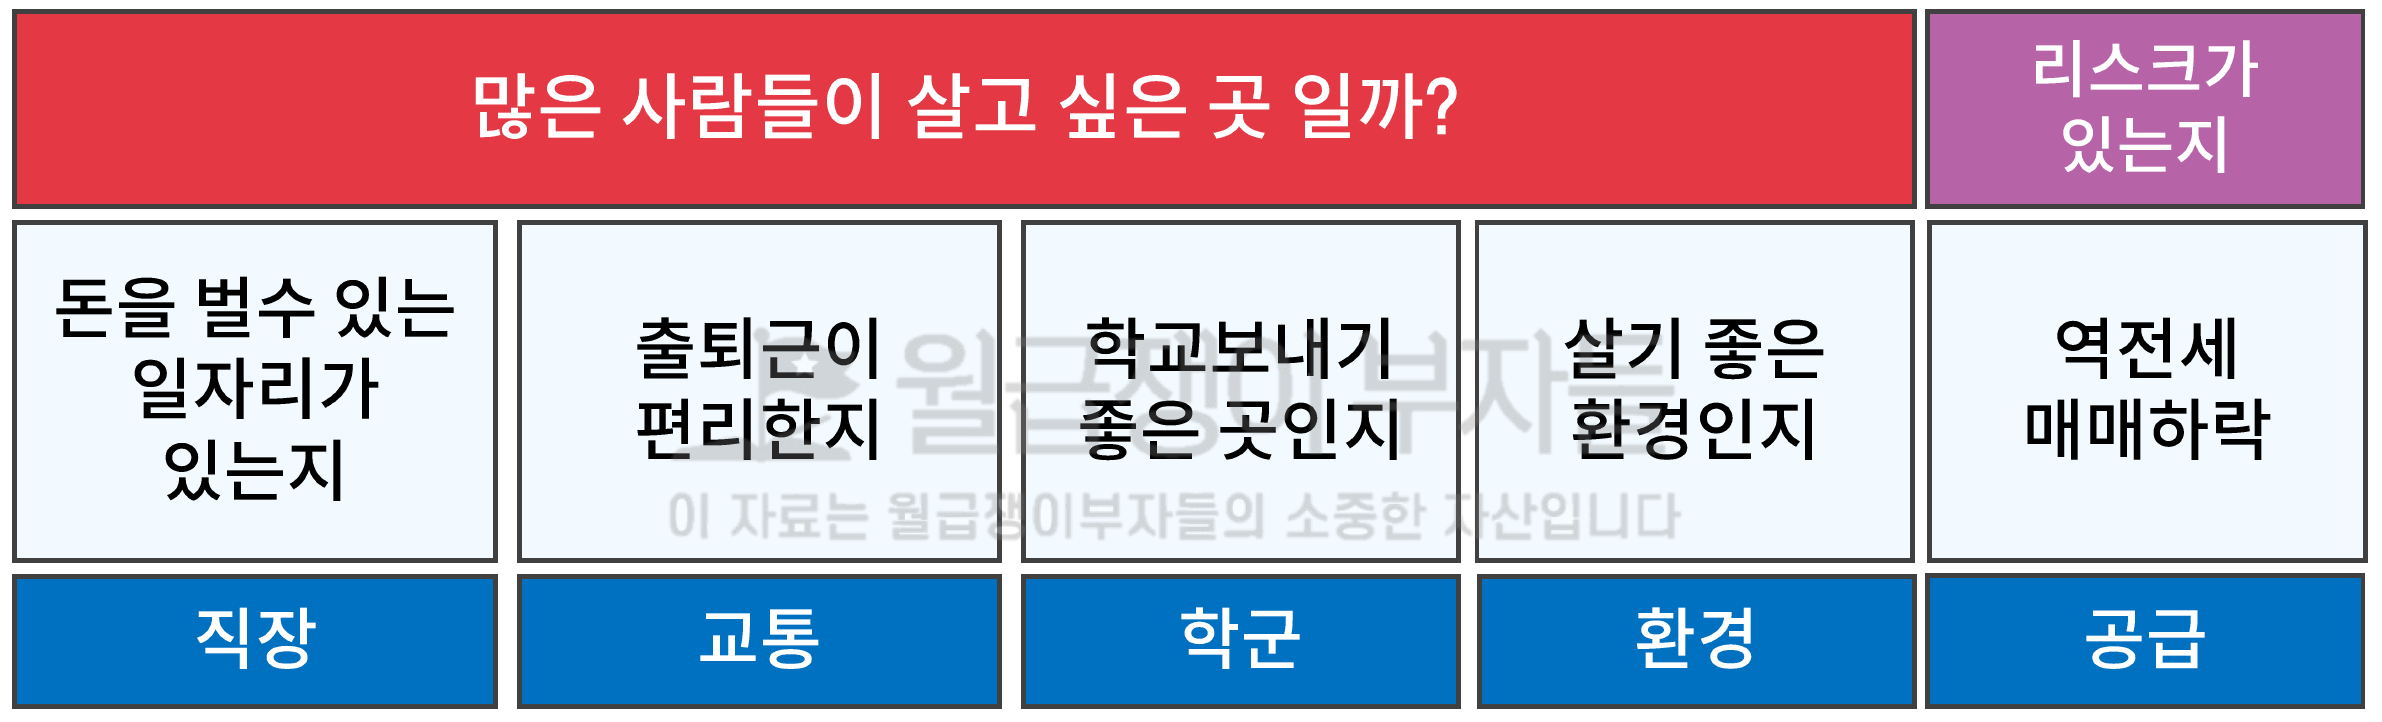 많은 사람들이 살고 싶은 곳 일까?
리스크가
있는지
돈을 벌수 있는
일자리가
있는지
출퇴근이
편리한지
학교보내기
좋은 곳인지
살기 좋은
환경인지
역전세
매매하락
월급쟁이부자들
이 자료는 월급쟁이부자들의 소중한 자산입니다
직장
교통
학군
환경
공급